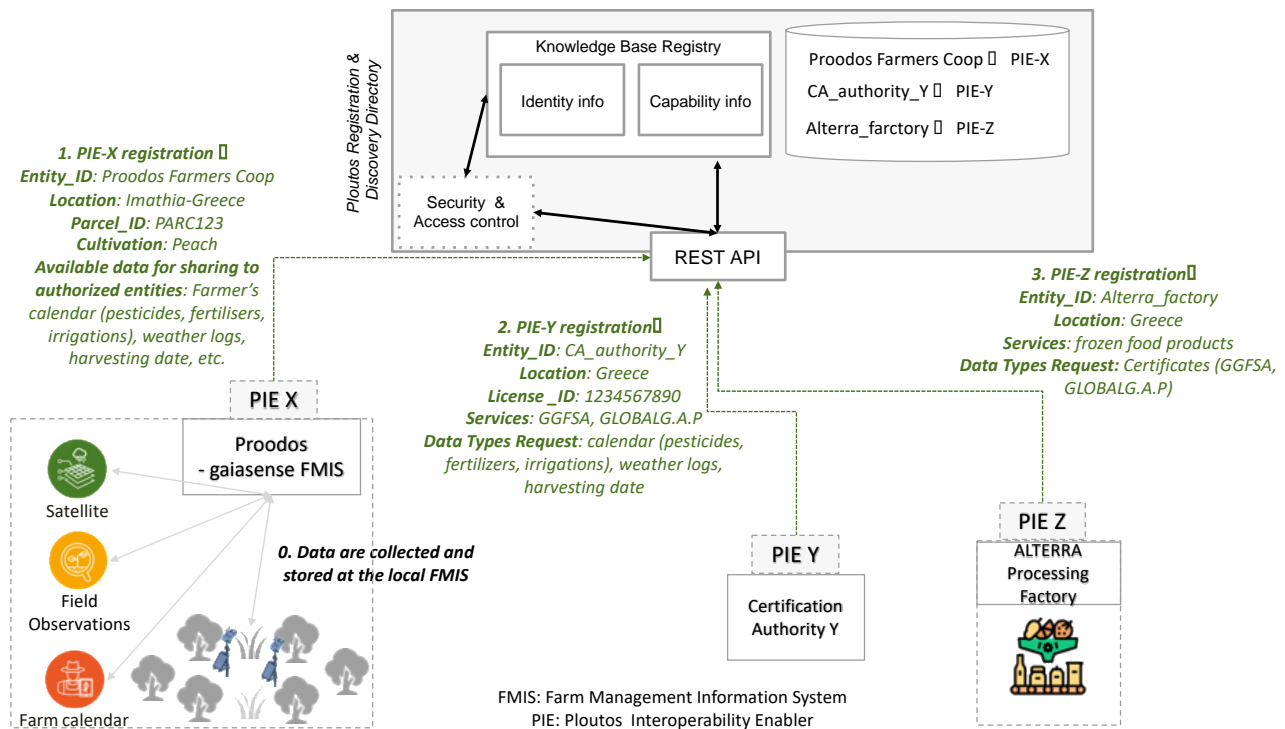 Ploutos Registration &
Discovery Directory
Knowledge Base Registry
Identity info
Capability info
Proodos Farmers Coop ▯ PIE-X
CA_authority_Y ▯ PIE-Y
Alterra_farctory ▯ PIE-Z
Security &
Access control
REST API
1. PIE-X registration ▯
Entity_ID: Proodos Farmers Coop
Location: Imathia-Greece
Parcel_ID: PARC123
Cultivation: Peach
Available data for sharing to
authorized entities: Farmer's
calendar (pesticides, fertilisers,
irrigations), weather logs,
harvesting date, etc.
2. PIE-Y registration▯
Entity_ID: CA_authority_Y
Location: Greece
License _ID: 1234567890
Services: GGFSA, GLOBALG.A.P
Data Types Request: calendar (pesticides,
fertilizers, irrigations), weather logs,
harvesting date
3. PIE-Z registration▯
Entity_ID: Alterra_factory
Location: Greece
Services: frozen food products
Data Types Request: Certificates (GGFSA,
GLOBALG.A.P)
PIE X
Proodos
- gaiasense FMIS
Satellite
Field
Observations
Farm calendar
0. Data are collected and
stored at the local FMIS
PIE Y
Certification
Authority Y
PIE Z
ALTERRA
Processing
Factory
FMIS: Farm Management Information System
PIE: Ploutos Interoperability Enabler